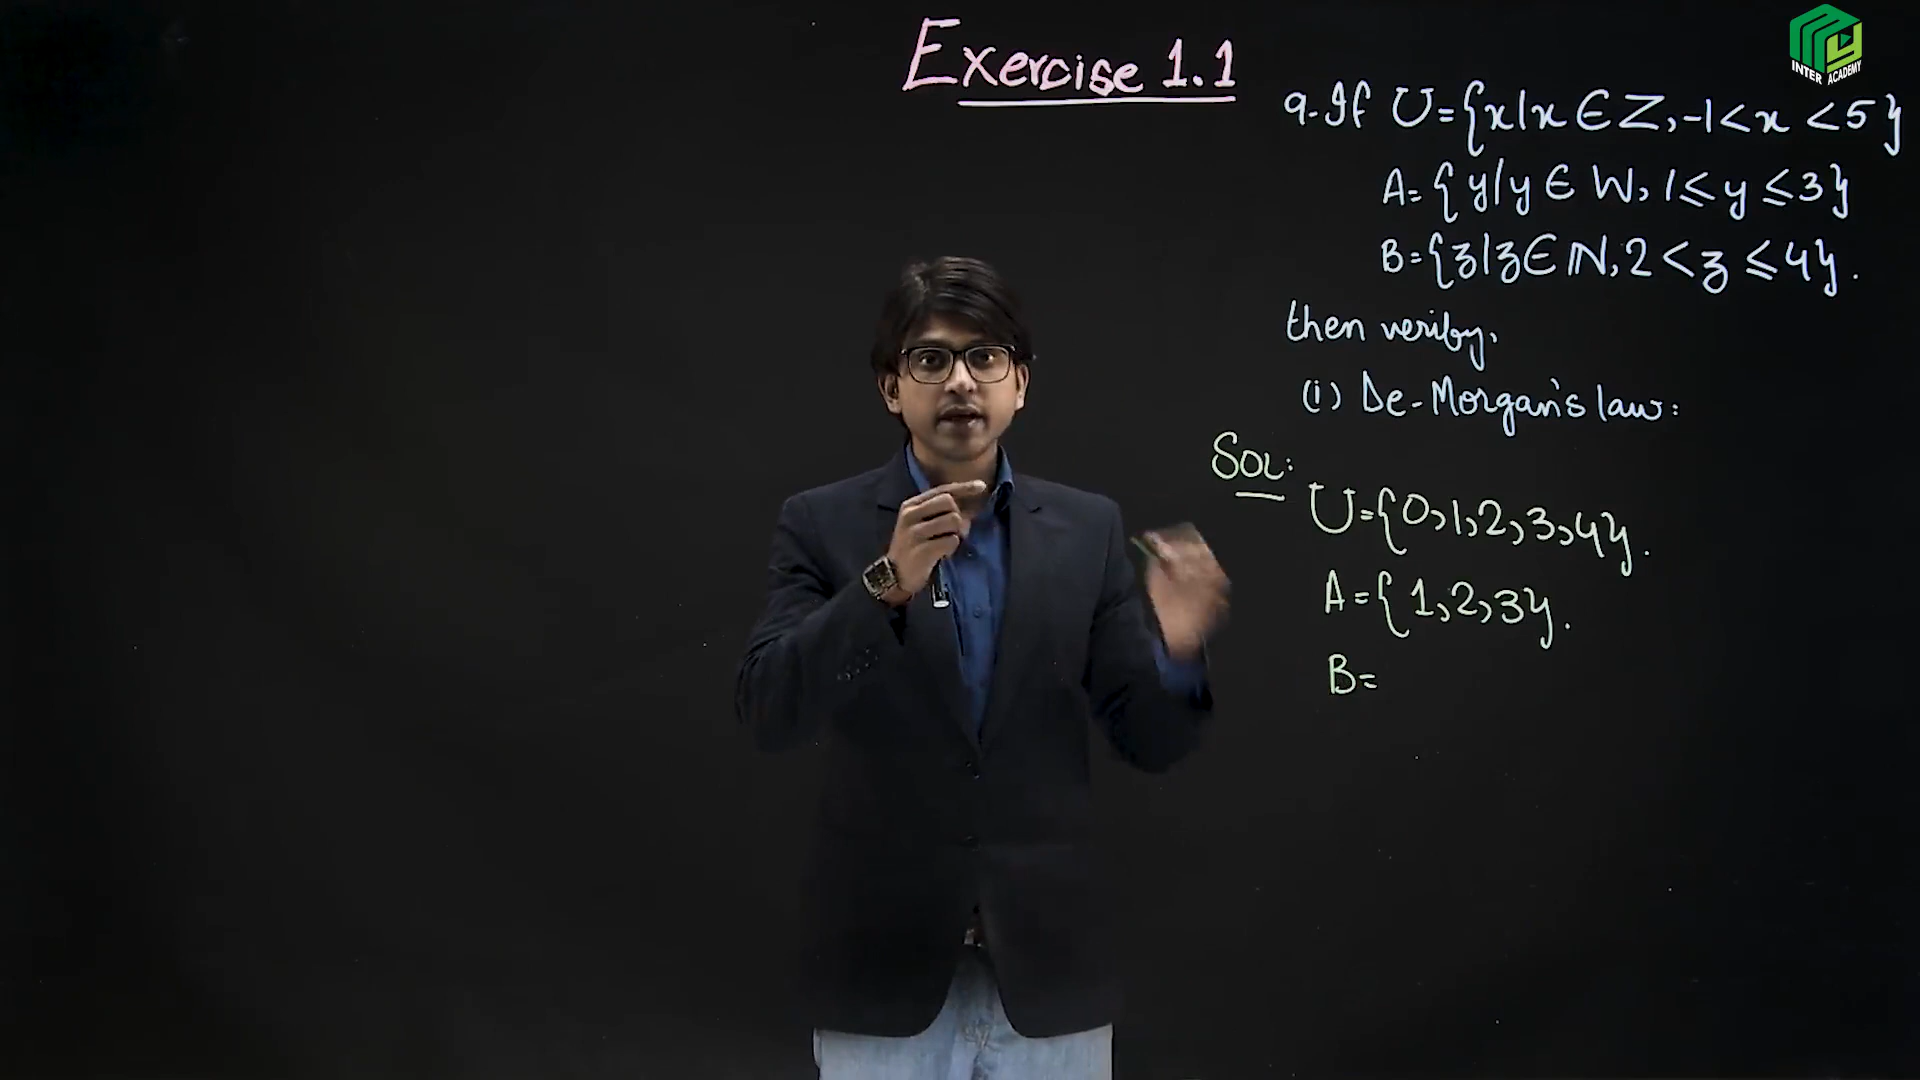 Exercise 1.1
INTER ACADEMY
9. If U={x|x∈Z, -1<x<5}
A={y|y∈W, 1≤y≤3}
B={z|z∈N, 2<z≤4}.
then verify,
(i) De-Morgan's law:
Sol:
U={0,1,2,3,4}.
A={1,2,3}.
B=